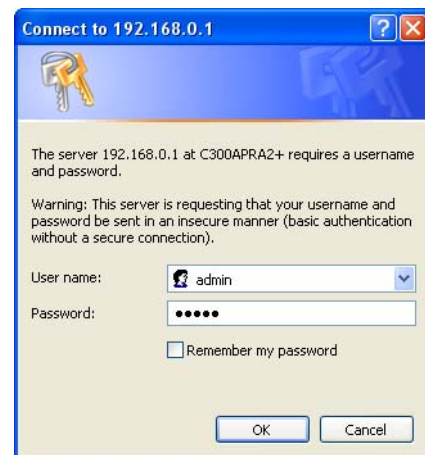 Connect to 192.168.0.1
The server 192.168.0.1 at C300APRA2+ requires a username
and password.
Warning: This server is requesting that your username and
password be sent in an insecure manner (basic authentication
without a secure connection).
User name: admin
Password: •••••
Remember my password
OK Cancel